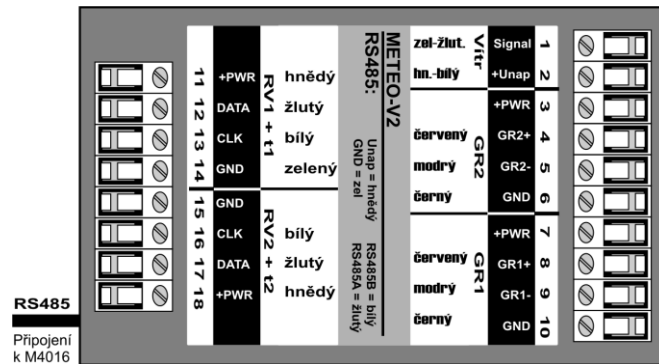 11 +PWR hnědý
12 DATA žlutý
13 CLK bílý
14 GND zelený
RV1 + t1
15 GND
16 CLK bílý
17 DATA žlutý
18 +PWR hnědý
RV2 + t2
METEO-V2
RS485:
Unap = hnědý
GND = zel
RS485B = bílý
RS485A = žlutý
zel-žlut. Signal 1
hn.-bílý +Unap 2
Vítr
+PWR 3
červený GR2+ 4
modrý GR2- 5
černý GND 6
GR2
+PWR 7
červený GR1+ 8
modrý GR1- 9
černý GND 10
GR1
RS485
Připojení
k M4016